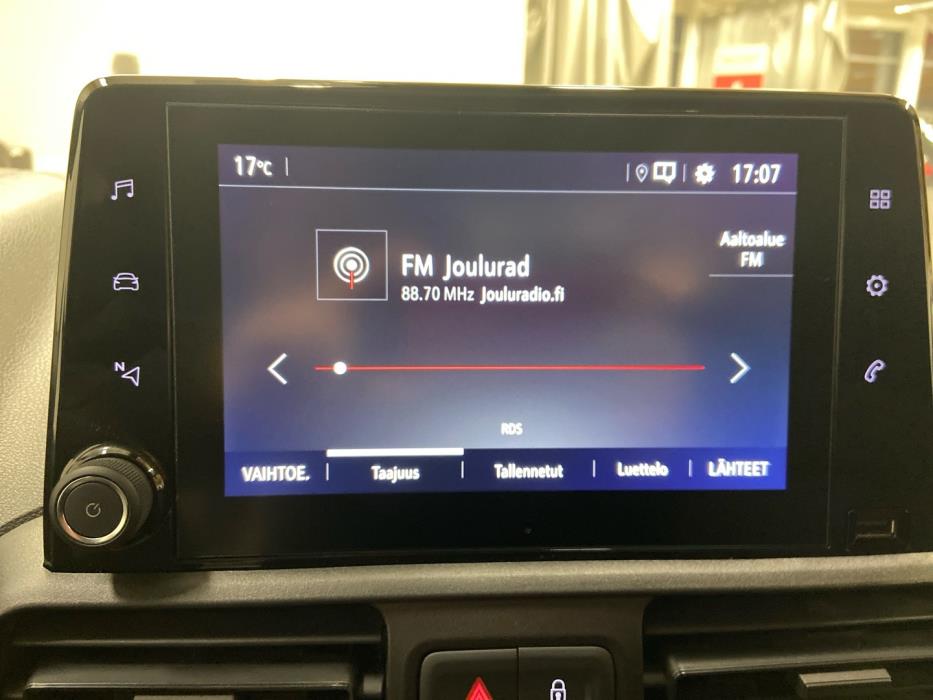 17°C
17:07
FM Joulurad
88.70 MHz Jouluradio.fi
Aaltoalue
FM
N
RDS
VAIHTOE.
Taajuus
Tallennetut
Luettelo
LÄHTEET